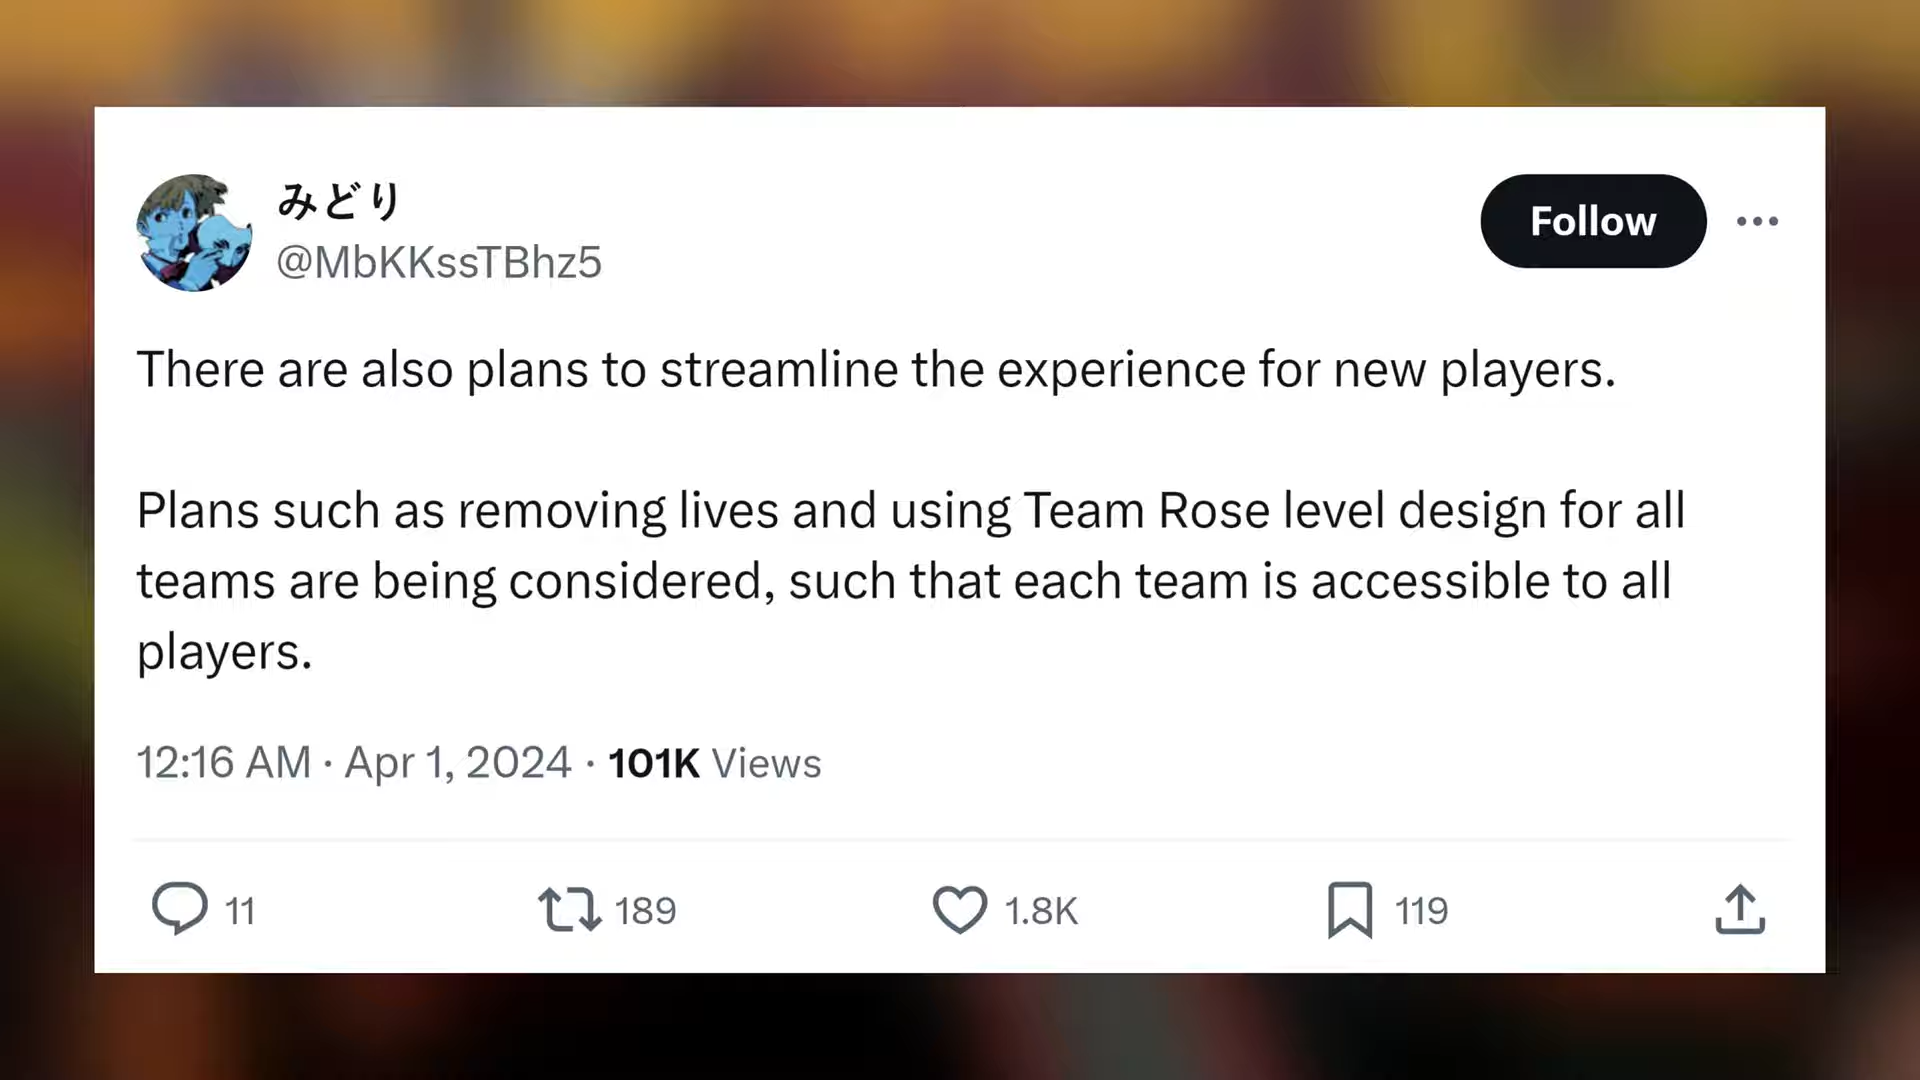 みどり
@MbKKssTBhz5
Follow
There are also plans to streamline the experience for new players.
Plans such as removing lives and using Team Rose level design for all
teams are being considered, such that each team is accessible to all
players.
12:16 AM · Apr 1, 2024 · 101K Views
11 189 1.8K 119